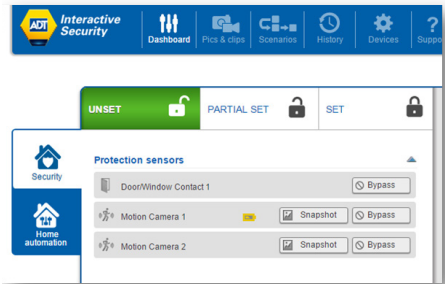 ADT
Interactive
Security
Dashboard
Pics & clips
Scenarios
History
Devices
Suppo
UNSET
PARTIAL SET
SET
Security
Home
automation
Protection sensors
Door/Window Contact 1
Bypass
Motion Camera 1
Snapshot
Bypass
Motion Camera 2
Snapshot
Bypass